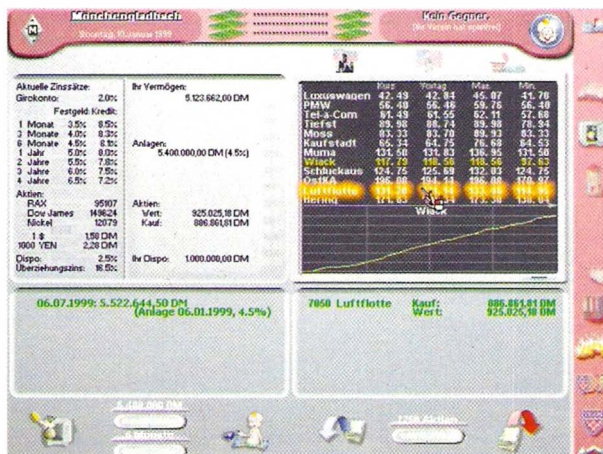 Mönchengladbach
Sonntag, 10.Januar 1999
Kein Gegner.
(Ihr Verein hat spielfrei)
Aktuelle Zinssätze:
Girokonto: 2.0%
Festgeld: Kredit:
1 Monat 3.5% 8.5%
3 Monate 4.0% 8.3%
6 Monate 4.5% 8.1%
1 Jahr 5.0% 8.0%
2 Jahre 5.5% 7.8%
3 Jahre 6.0% 7.5%
4 Jahre 6.5% 7.2%
Aktien:
RAX 95107
Dow James 149624
Nickel 12079
1 $ 1,50 DM
1000 YEN 2,28 DM
Dispo: 2.5%
Überziehungszins: 16.5%
Ihr Vermögen:
5.123.662,00 DM
Anlagen:
5.400.000,00 DM (4.5%)
Aktien:
Wert: 925.025,18 DM
Kauf: 886.861,81 DM
Ihr Dispo: 1.000.000,00 DM
Kurs Vortag Max. Min.
Luxuswagen 42.49 42.84 45.07 41.70
PMW 56.48 56.46 59.76 56.40
Tel-a-Com 61.49 61.55 62.11 57.68
Tiefst 89.98 88.74 89.98 78.94
Moss 83.33 83.70 89.93 83.33
Kaufstadt 65.34 64.75 76.68 64.53
Muma 131.50 131.83 136.95 131.50
Wiack 117.79 118.56 118.56 97.63
Schluckaus 124.75 125.69 132.03 124.75
OstKA
Luftflotte
Hering
Wiack
06.07.1999: 5.522.644,50 DM
(Anlage 06.01.1999, 4.5%)
7050 Luftflotte Kauf: 886.861,81 DM
Wert: 925.025,18 DM
5.400.000 DM
6 Monate
Aktien